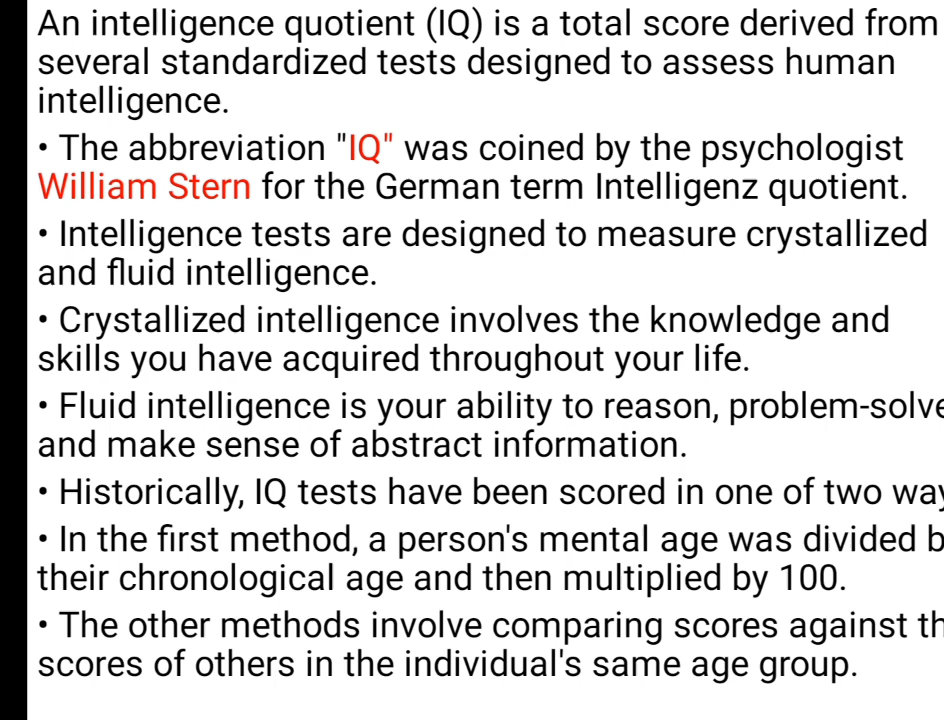 An intelligence quotient (IQ) is a total score derived from
several standardized tests designed to assess human
intelligence.
• The abbreviation "IQ" was coined by the psychologist
William Stern for the German term Intelligenz quotient.
• Intelligence tests are designed to measure crystallized
and fluid intelligence.
• Crystallized intelligence involves the knowledge and
skills you have acquired throughout your life.
• Fluid intelligence is your ability to reason, problem-solve
and make sense of abstract information.
• Historically, IQ tests have been scored in one of two way
• In the first method, a person's mental age was divided b
their chronological age and then multiplied by 100.
• The other methods involve comparing scores against th
scores of others in the individual's same age group.